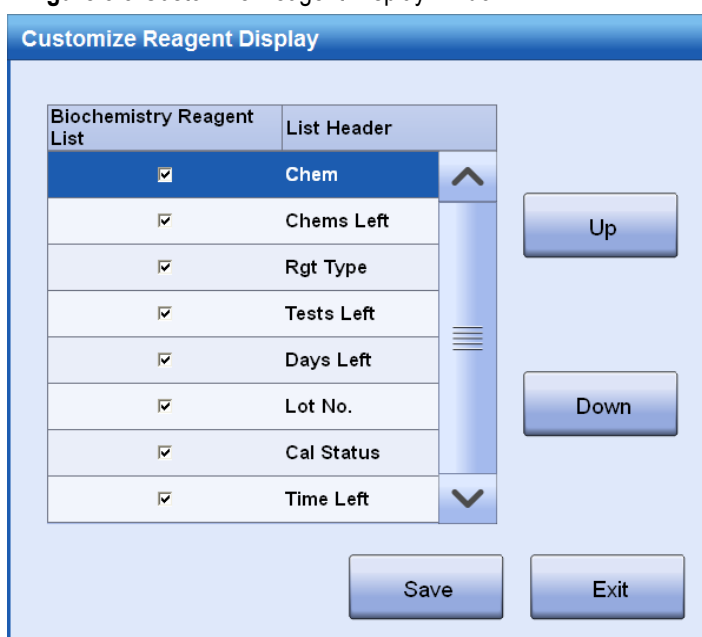 Customize Reagent Display
Biochemistry Reagent
List
List Header
Chem
Chems Left
Rgt Type
Tests Left
Days Left
Lot No.
Cal Status
Time Left
Up
Down
Save
Exit